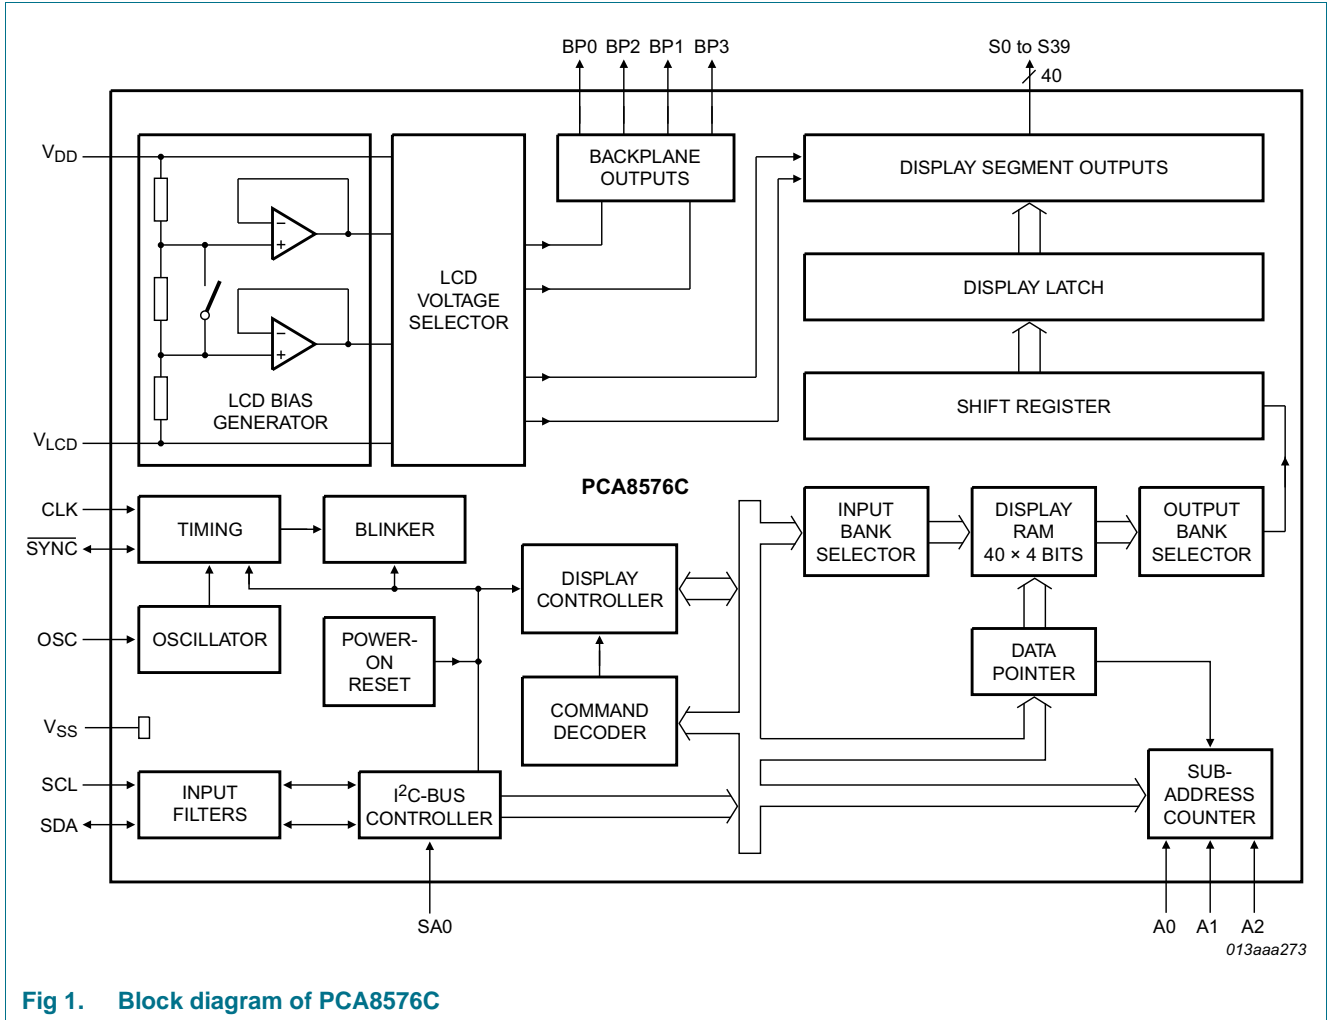 BP0 BP2 BP1 BP3
S0 to S39
40
VDD
BACKPLANE
OUTPUTS
DISPLAY SEGMENT OUTPUTS
−
+
LCD
VOLTAGE
SELECTOR
DISPLAY LATCH
−
+
LCD BIAS
GENERATOR
SHIFT REGISTER
VLCD
PCA8576C
CLK
SYNC
TIMING
BLINKER
INPUT
BANK
SELECTOR
DISPLAY
RAM
40 × 4 BITS
OUTPUT
BANK
SELECTOR
DISPLAY
CONTROLLER
OSC
OSCILLATOR
POWER-
ON
RESET
DATA
POINTER
COMMAND
DECODER
VSS
SCL
SDA
INPUT
FILTERS
I2C-BUS
CONTROLLER
SUB-
ADDRESS
COUNTER
SA0
A0 A1 A2
013aaa273
Fig 1. Block diagram of PCA8576C